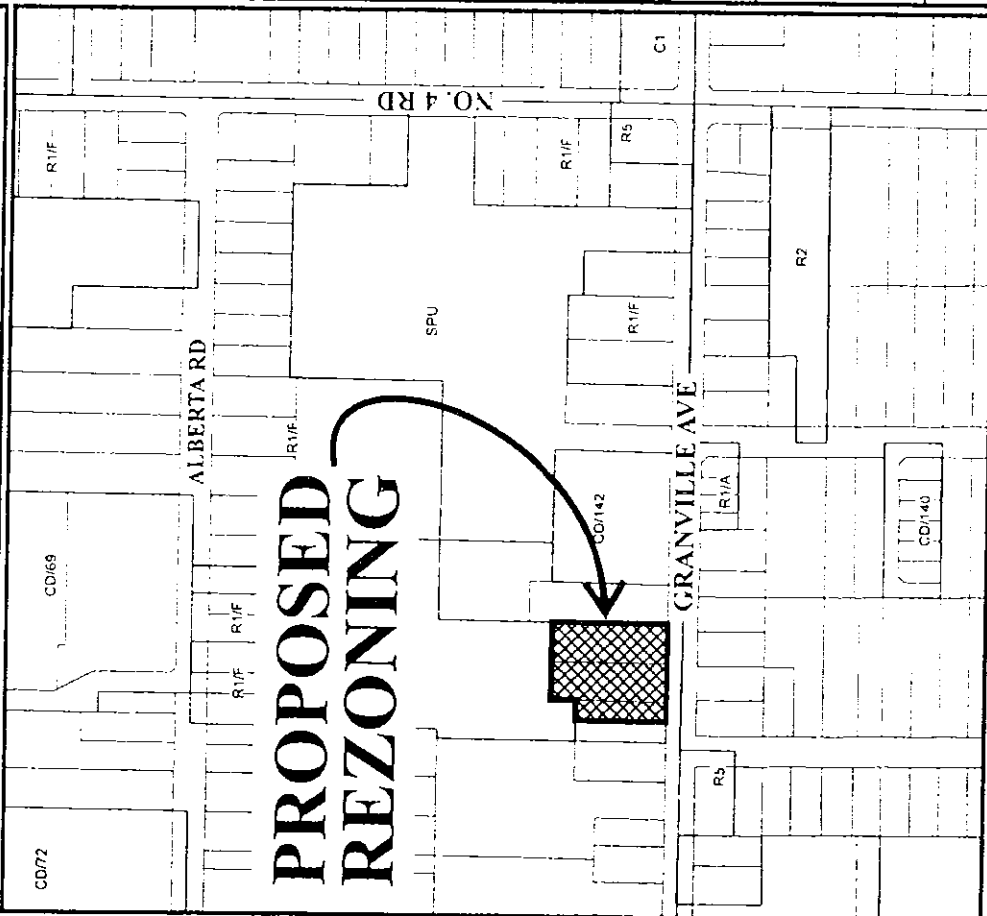 C1
NO. 4 RD
R1/F
R5
R1/F
R2
SPU
R1/F
ALBERTA RD
R1/F
GRANVILLE AVE
PROPOSED
REZONING
CD/69
CD/142
R1/A
CD/140
R1/F
R1/F
R5
CD/72